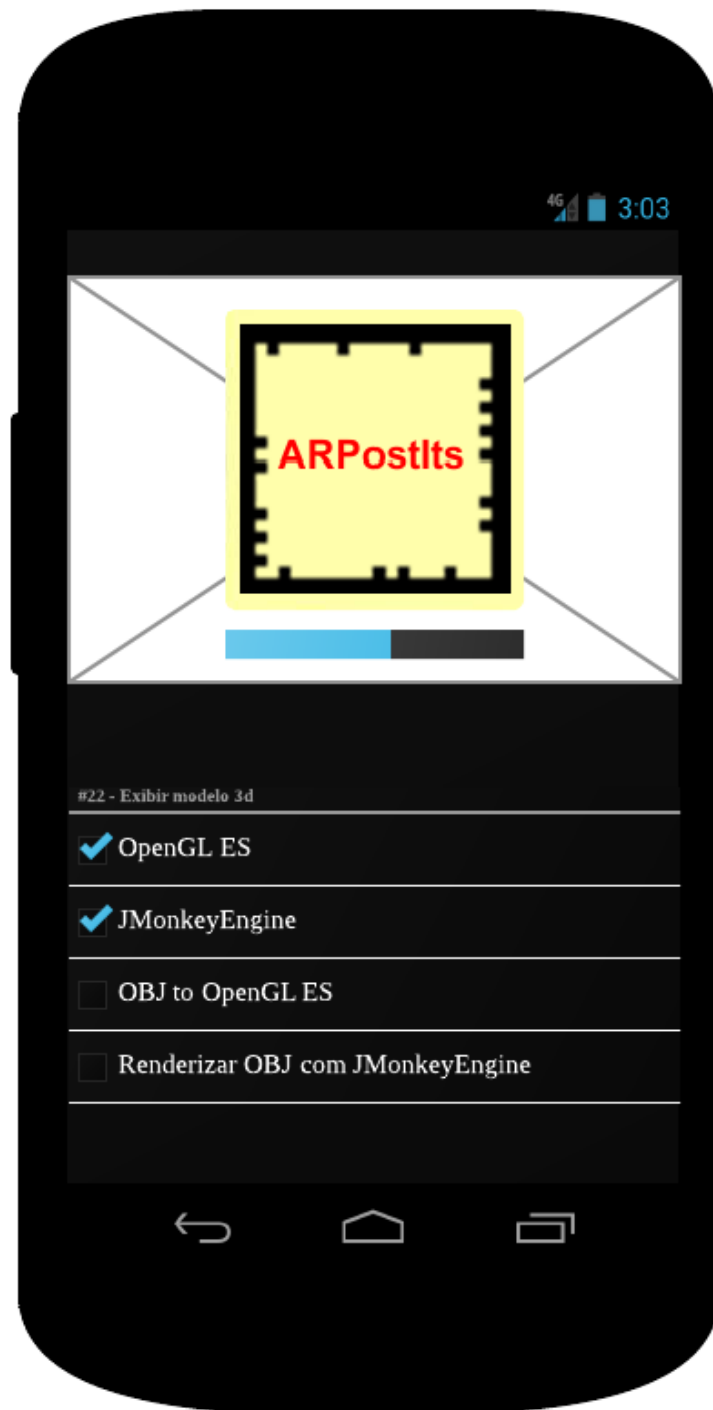 4G 3:03
ARPostIts
#22 - Exibir modelo 3d
OpenGL ES
JMonkeyEngine
OBJ to OpenGL ES
Renderizar OBJ com JMonkeyEngine